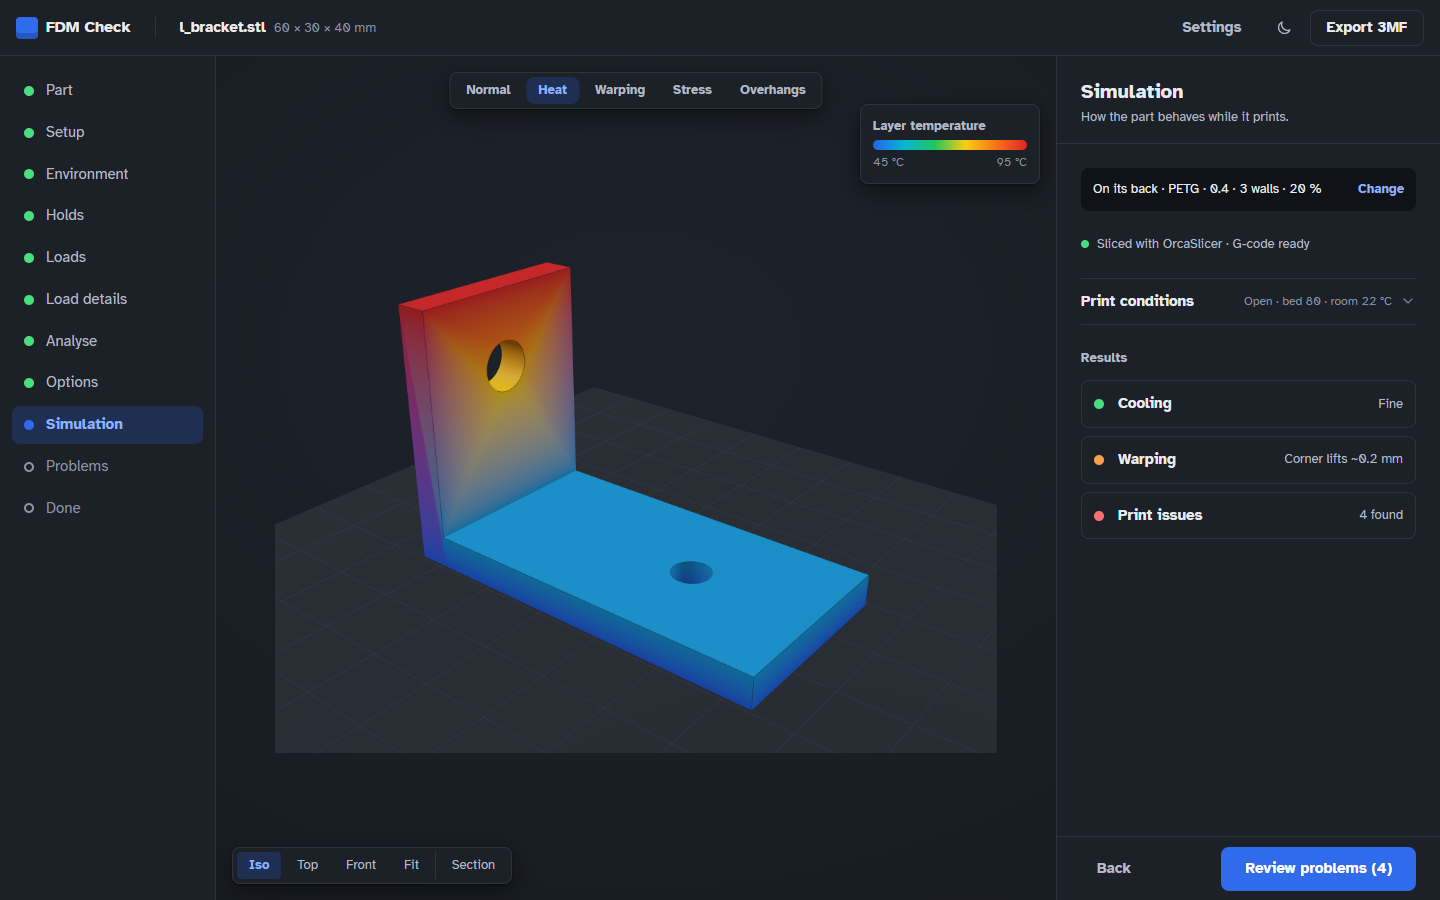 FDM Check
l_bracket.stl 60 × 30 × 40 mm
Settings
Export 3MF
Part
Setup
Environment
Holds
Loads
Load details
Analyse
Options
Simulation
Problems
Done
Normal Heat Warping Stress Overhangs
Layer temperature
45 °C 95 °C
Iso Top Front Fit Section
Simulation
How the part behaves while it prints.
On its back · PETG · 0.4 · 3 walls · 20 % Change
Sliced with OrcaSlicer · G-code ready
Print conditions Open · bed 80 · room 22 °C
Results
Cooling Fine
Warping Corner lifts ~0.2 mm
Print issues 4 found
Back Review problems (4)